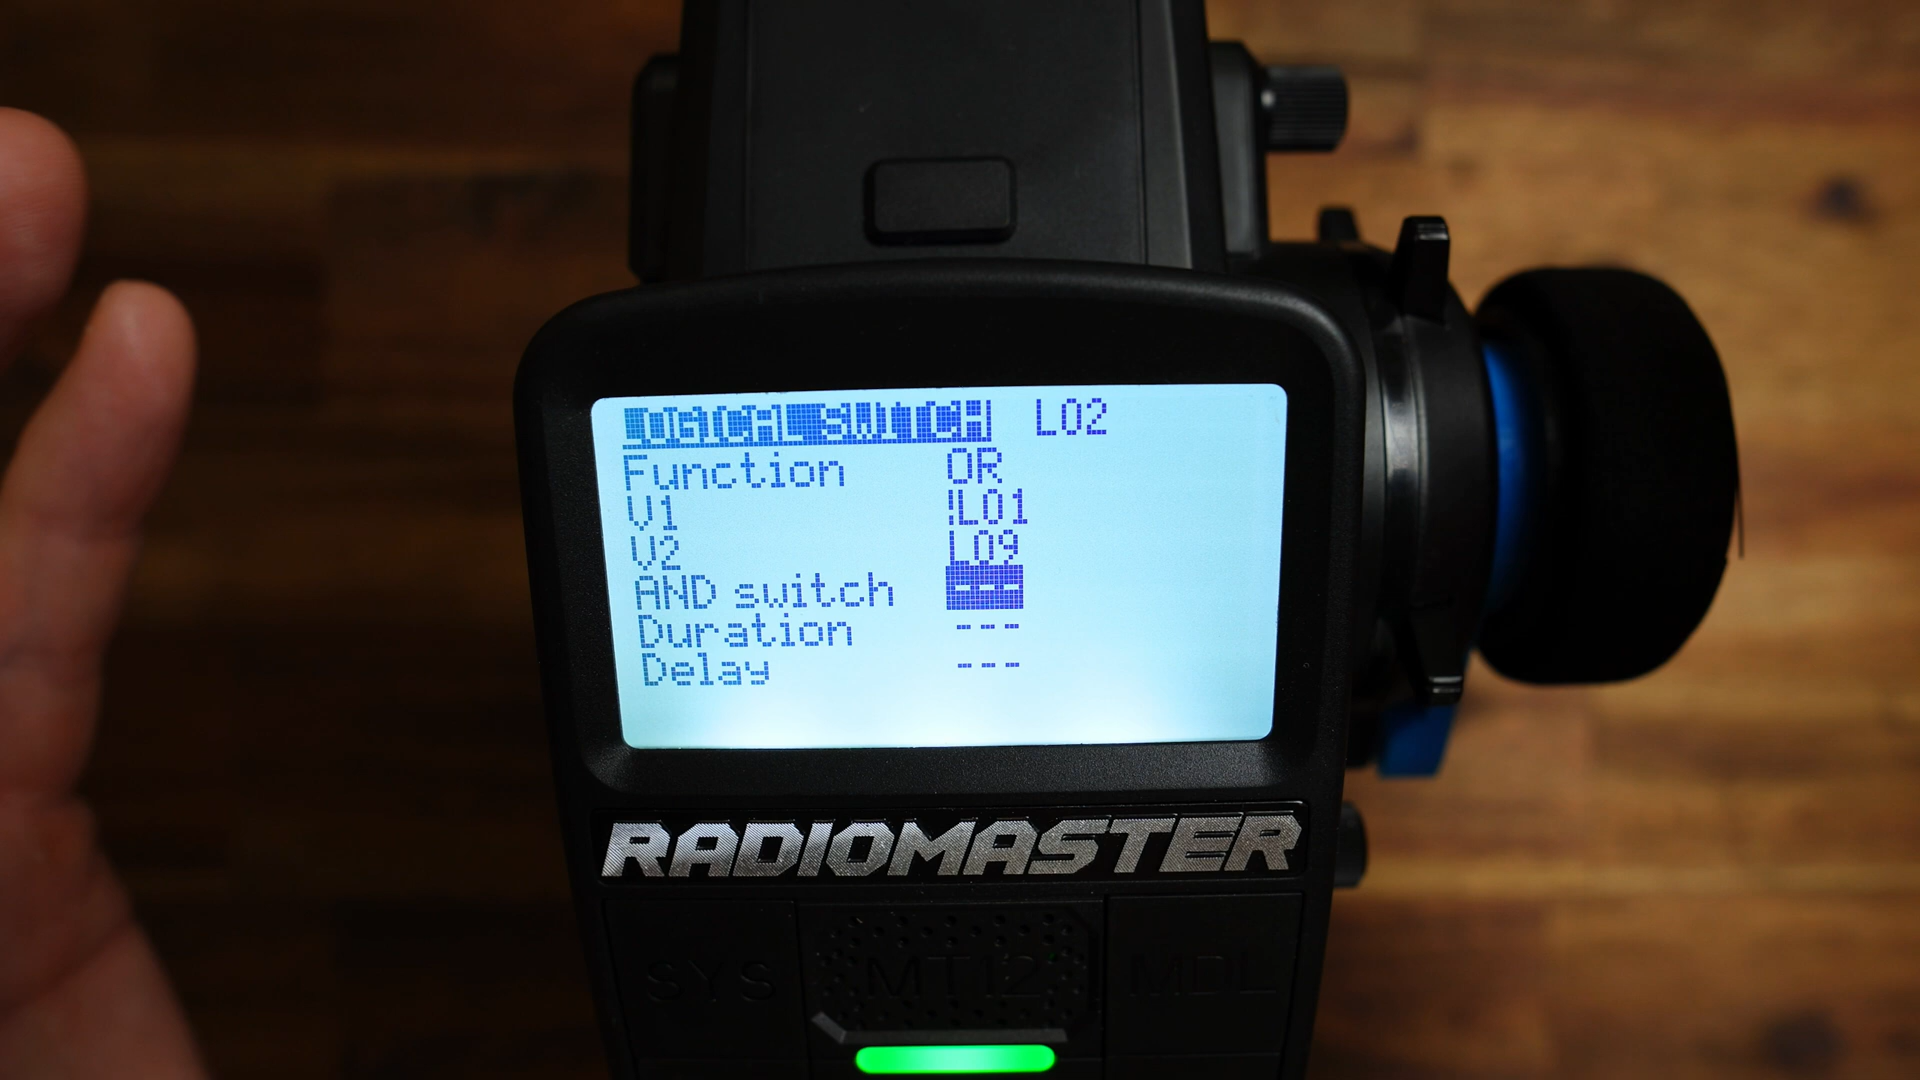 LOGICAL SWITCH L02
Function OR
V1 !L01
V2 L09
AND switch ---
Duration ---
Delay ---
RADIOMASTER
SYS MT12 MDL